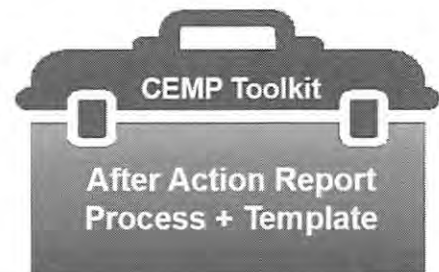 CEMP Toolkit
After Action Report
Process + Template